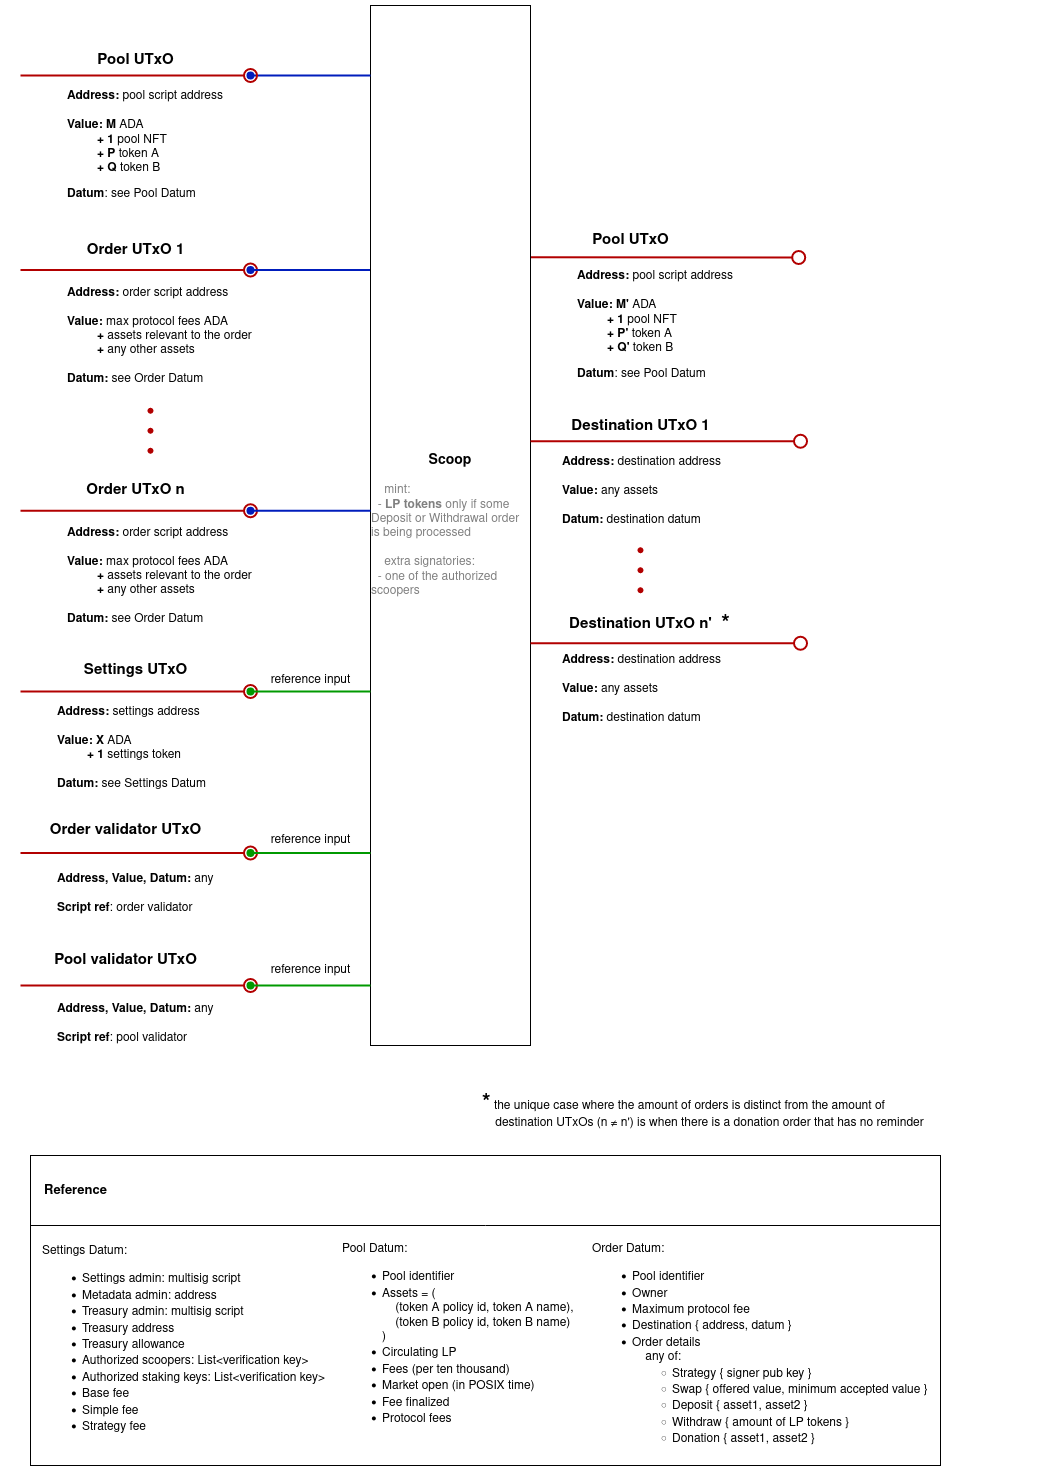 Pool UTxO
Address: pool script address
Value: M ADA
+ 1 pool NFT
+ P token A
+ Q token B
Datum: see Pool Datum
Order UTxO 1
Address: order script address
Value: max protocol fees ADA
+ assets relevant to the order
+ any other assets
Datum: see Order Datum
Order UTxO n
Address: order script address
Value: max protocol fees ADA
+ assets relevant to the order
+ any other assets
Datum: see Order Datum
Settings UTxO
reference input
Address: settings address
Value: X ADA
+ 1 settings token
Datum: see Settings Datum
Order validator UTxO
reference input
Address, Value, Datum: any
Script ref: order validator
Pool validator UTxO
reference input
Address, Value, Datum: any
Script ref: pool validator
Scoop
mint:
- LP tokens only if some
Deposit or Withdrawal order
is being processed
extra signatories:
- one of the authorized
scoopers
Pool UTxO
Address: pool script address
Value: M' ADA
+ 1 pool NFT
+ P' token A
+ Q' token B
Datum: see Pool Datum
Destination UTxO 1
Address: destination address
Value: any assets
Datum: destination datum
Destination UTxO n' *
Address: destination address
Value: any assets
Datum: destination datum
* the unique case where the amount of orders is distinct from the amount of
destination UTxOs (n ≠ n') is when there is a donation order that has no reminder
Reference
Settings Datum:
• Settings admin: multisig script
• Metadata admin: address
• Treasury admin: multisig script
• Treasury address
• Treasury allowance
• Authorized scoopers: List<verification key>
• Authorized staking keys: List<verification key>
• Base fee
• Simple fee
• Strategy fee
Pool Datum:
• Pool identifier
• Assets = (
(token A policy id, token A name),
(token B policy id, token B name)
)
• Circulating LP
• Fees (per ten thousand)
• Market open (in POSIX time)
• Fee finalized
• Protocol fees
Order Datum:
• Pool identifier
• Owner
• Maximum protocol fee
• Destination { address, datum }
• Order details
any of:
○ Strategy { signer pub key }
○ Swap { offered value, minimum accepted value }
○ Deposit { asset1, asset2 }
○ Withdraw { amount of LP tokens }
○ Donation { asset1, asset2 }